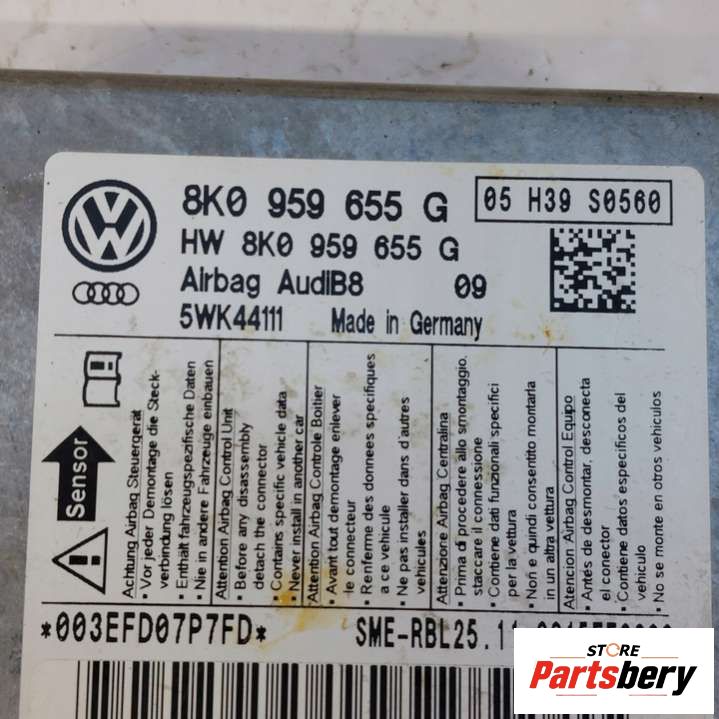 8K0 959 655 G
05 H39 S0560
HW 8K0 959 655 G
Airbag AudiB8 09
5WK44111 Made in Germany
Sensor
Achtung Airbag Steuergerät
• Vor jeder Demontage die Steck-
verbindung lösen
• Enthält fahrzeugspezifische Daten
• Nie in andere Fahrzeuge einbauen
Attention Airbag Control Unit
• Before any disassembly
detach the connector
• Contains specific vehicle data
• Never install in another car
Attention Airbag Controle Boitier
• Avant tout demontage enlever
le connecteur
• Renferme des donnees specifiques
a ce vehicule
• Ne pas installer dans d'autres
vehicules
Attenzione Airbag Centralina
• Prima di procedere allo smontaggio,
staccare il connessione
• Contiene dati funzionali specifici
per la vettura
• Non e quindi consentito montarla
in un altra vettura
Atencion Airbag Control Equipo
• Antes de desmontar, desconecta
el conector
• Contiene datos especificos del
vehiculo
• No se monte en otros vehiculos
*003EFD07P7FD*
SME-RBL25.11
STORE
Partsbery